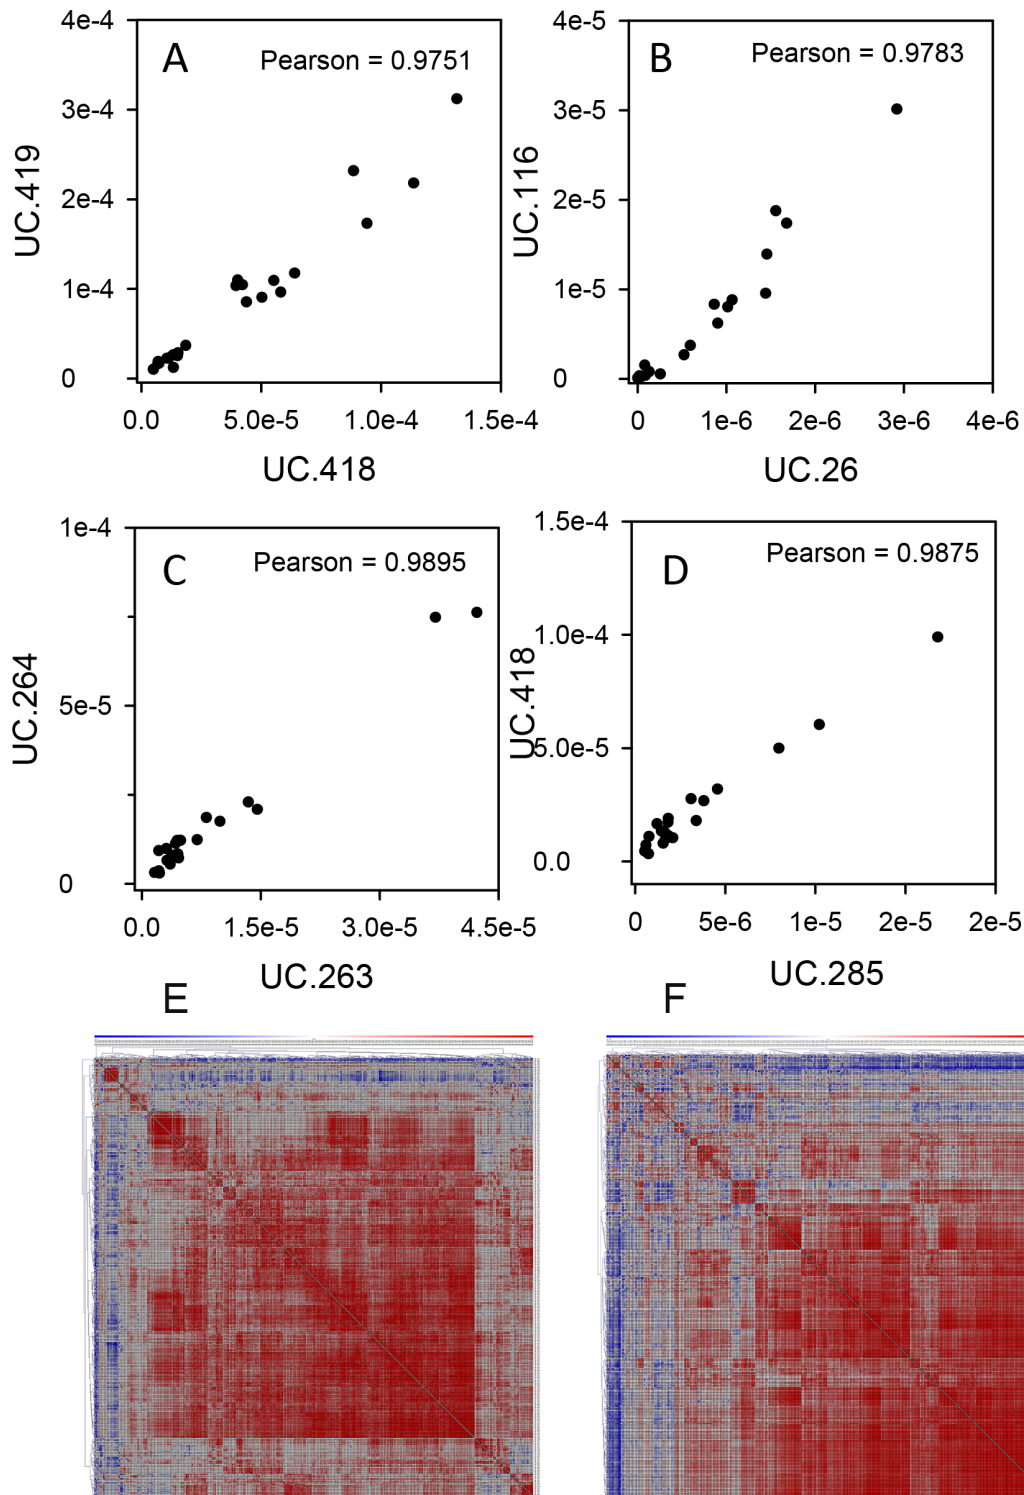 4e-4
A
Pearson = 0.9751
3e-4
UC.419
2e-4
1e-4
0
0.0
5.0e-5
1.0e-4
1.5e-4
UC.418
4e-5
B
Pearson = 0.9783
3e-5
UC.116
2e-5
1e-5
0
0
1e-6
2e-6
3e-6
4e-6
UC.26
1e-4
C
Pearson = 0.9895
UC.264
5e-5
0
0.0
1.5e-5
3.0e-5
4.5e-5
UC.263
1.5e-4
D
Pearson = 0.9875
1.0e-4
UC.418
5.0e-5
0.0
0
5e-6
1e-5
2e-5
2e-5
UC.285
E
F